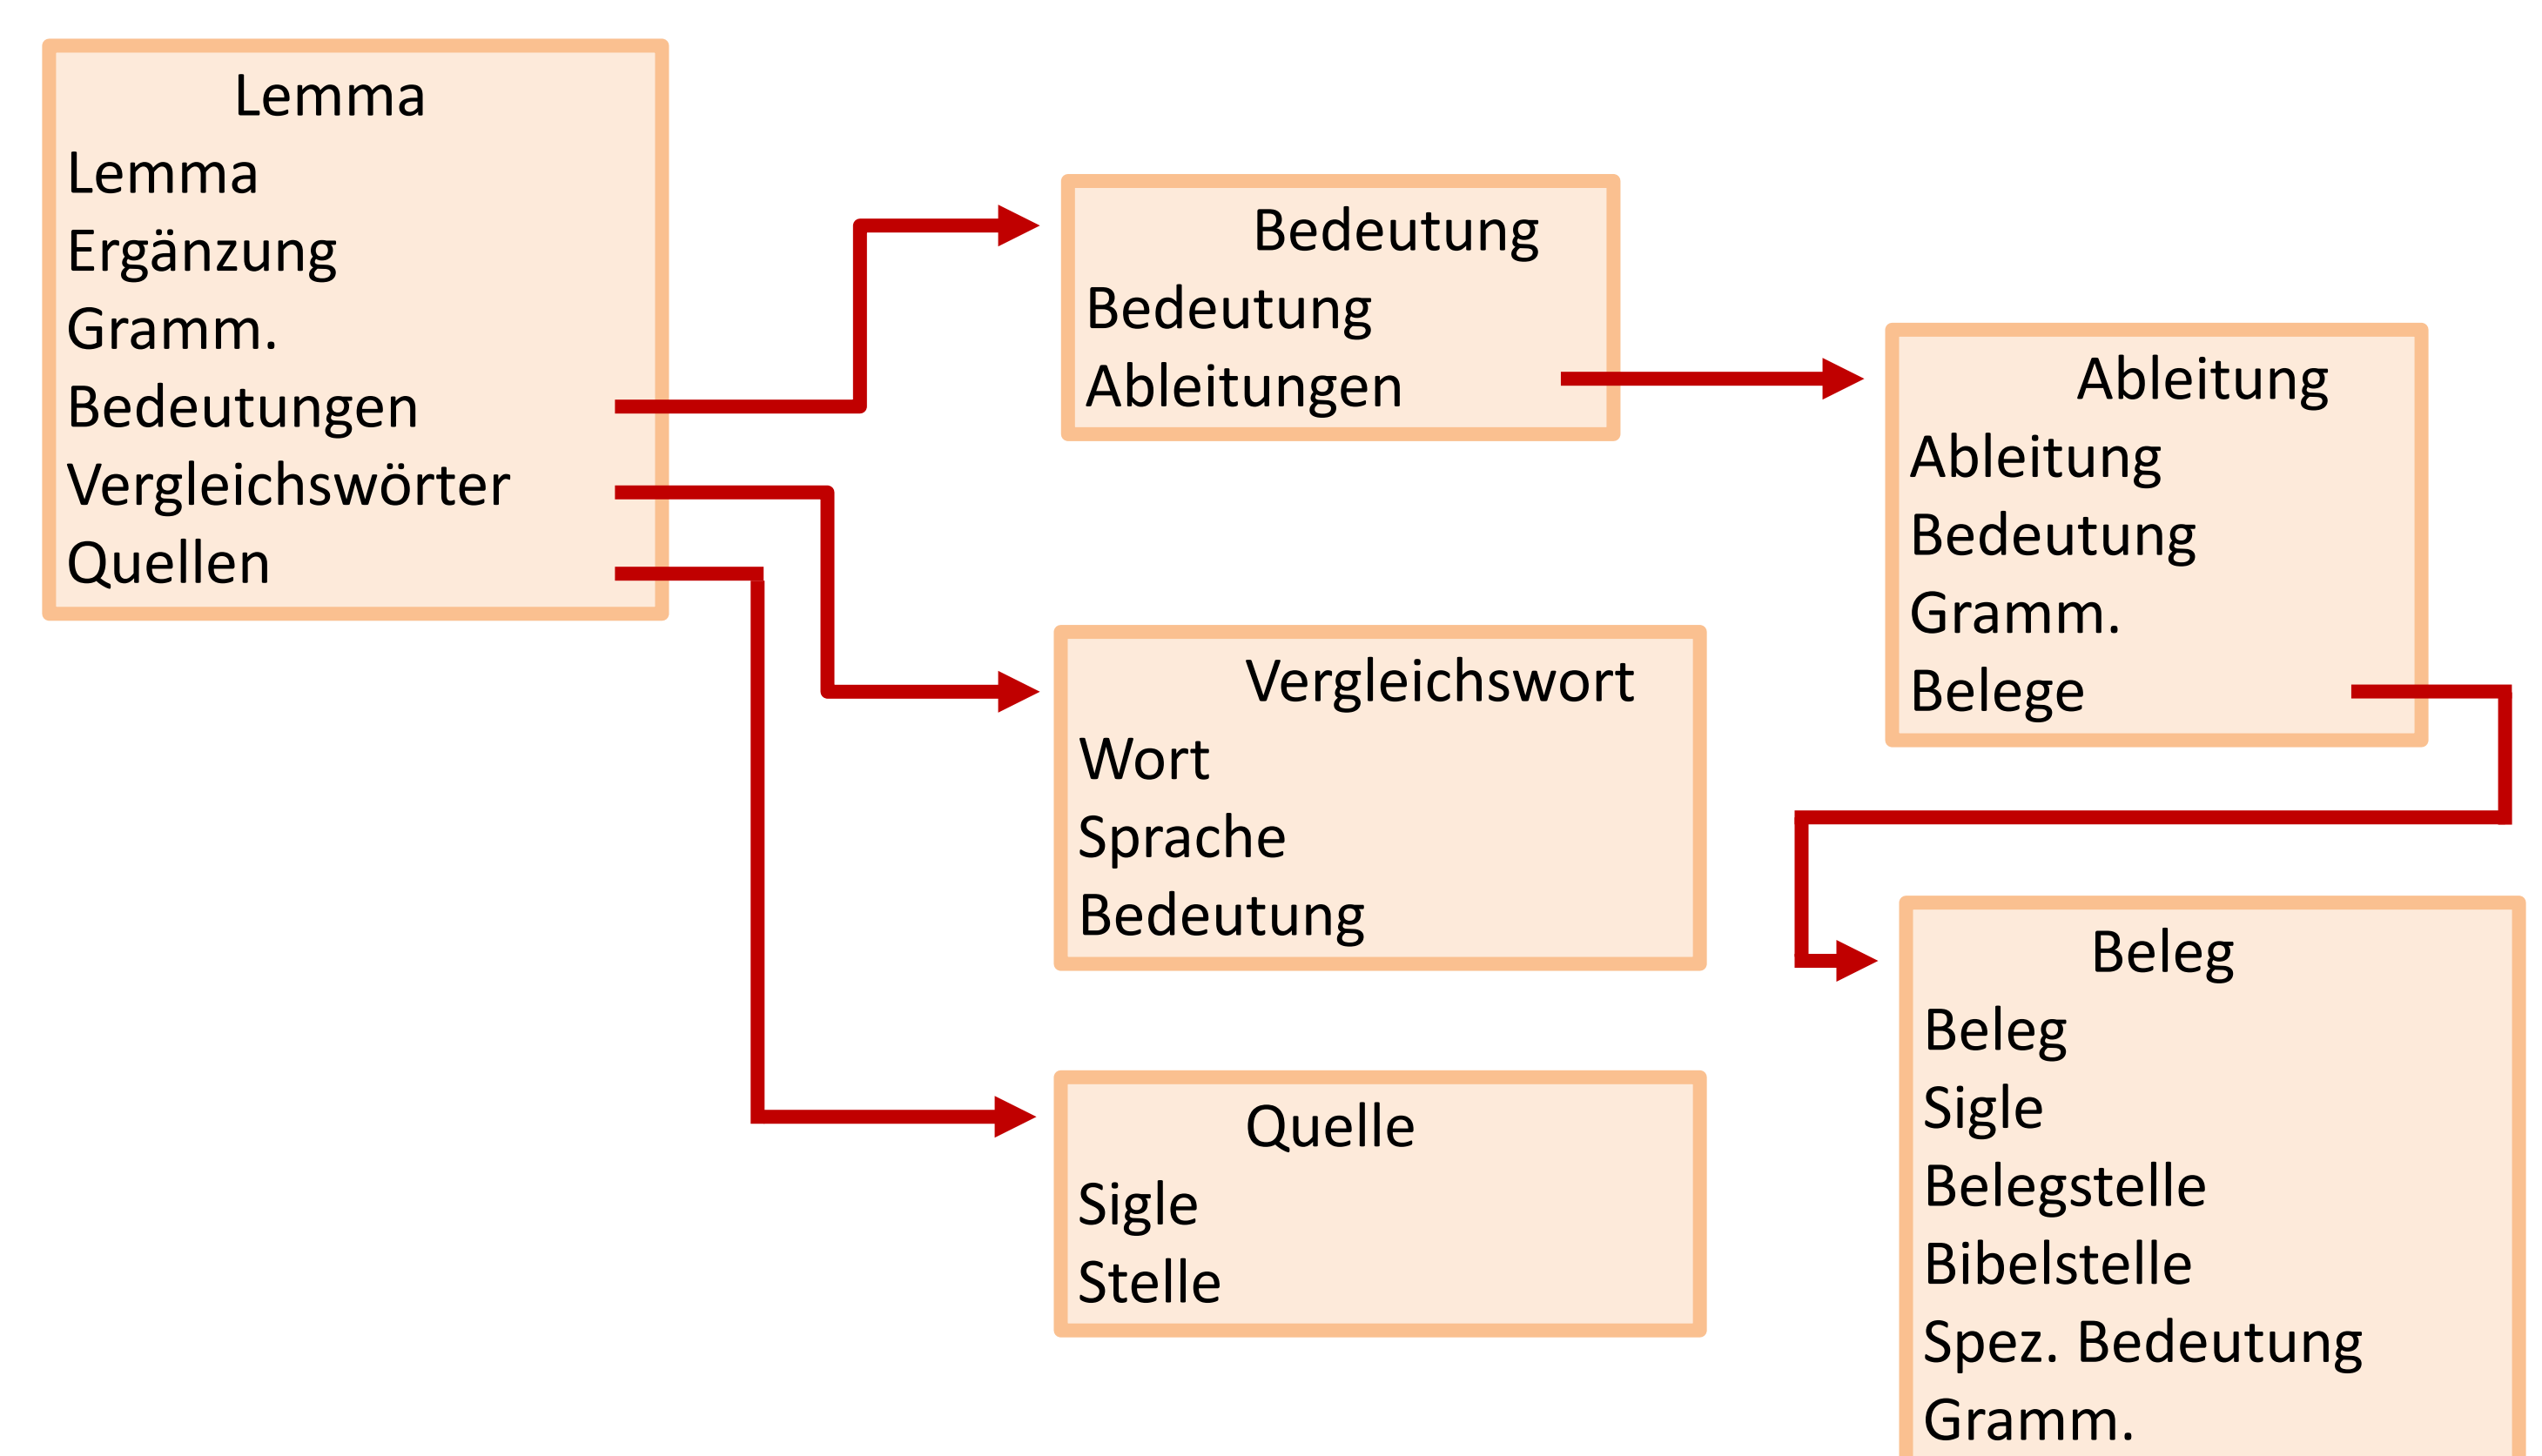 Lemma
Lemma
Ergänzung
Gramm.
Bedeutungen
Vergleichswörter
Quellen
Bedeutung
Bedeutung
Ableitungen
Vergleichswort
Wort
Sprache
Bedeutung
Quelle
Sigle
Stelle
Ableitung
Ableitung
Bedeutung
Gramm.
Belege
Beleg
Beleg
Sigle
Belegstelle
Bibelstelle
Spez. Bedeutung
Gramm.